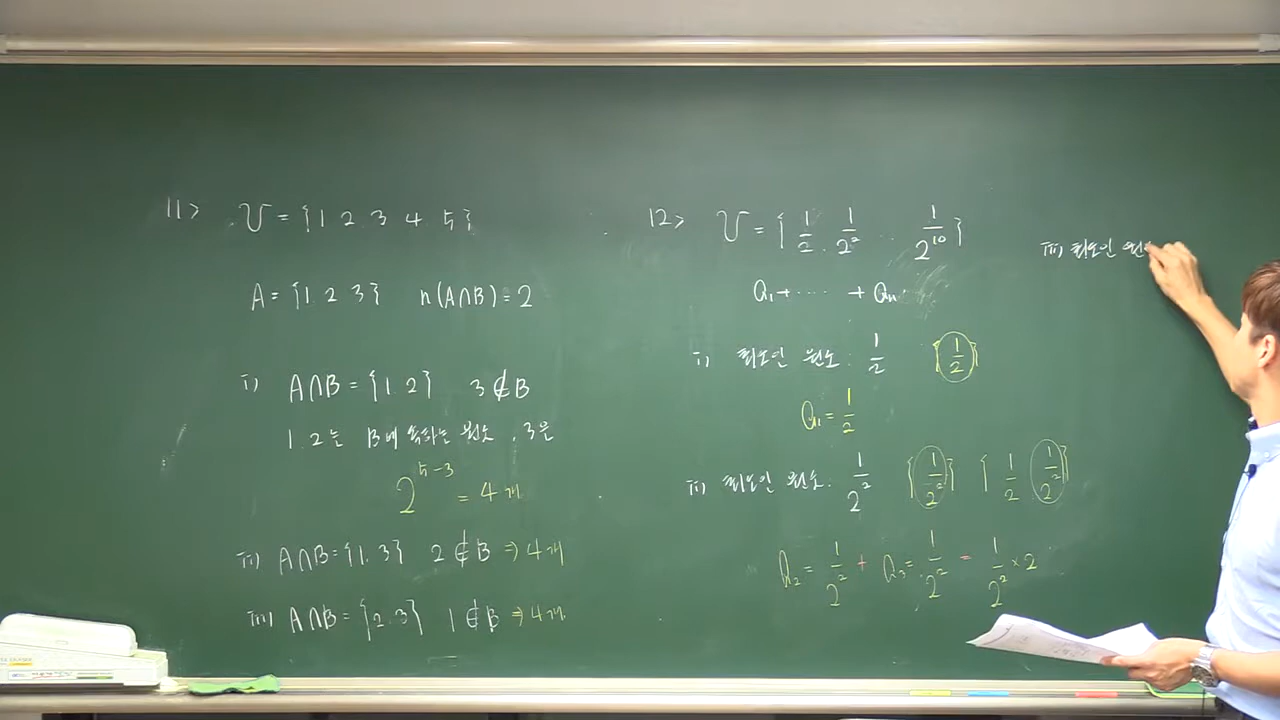 11> U = {1 2 3 4 5}
A = {1. 2 3} n(A∩B) = 2
i) A∩B = {1. 2} 3 ∉ B
1. 2는 B에 속하는 원소, 3은
2^(5-3) = 4개
ii) A∩B = {1. 3} 2 ∉ B ⇒ 4개
iii) A∩B = {2. 3} 1 ∉ B ⇒ 4개
12> U = { 1/2 . 1/2² ... 1/2¹⁰ }
a₁ + ···· + aₙ
i) 최소인 원소: 1/2 {1/2}
a₁ = 1/2
ii) 최소인 원소: 1/2² {1/2²} { 1/2 1/2² }
a₂ = 1/2² + a₃ = 1/2² = 1/2² × 2
iii) 최소인